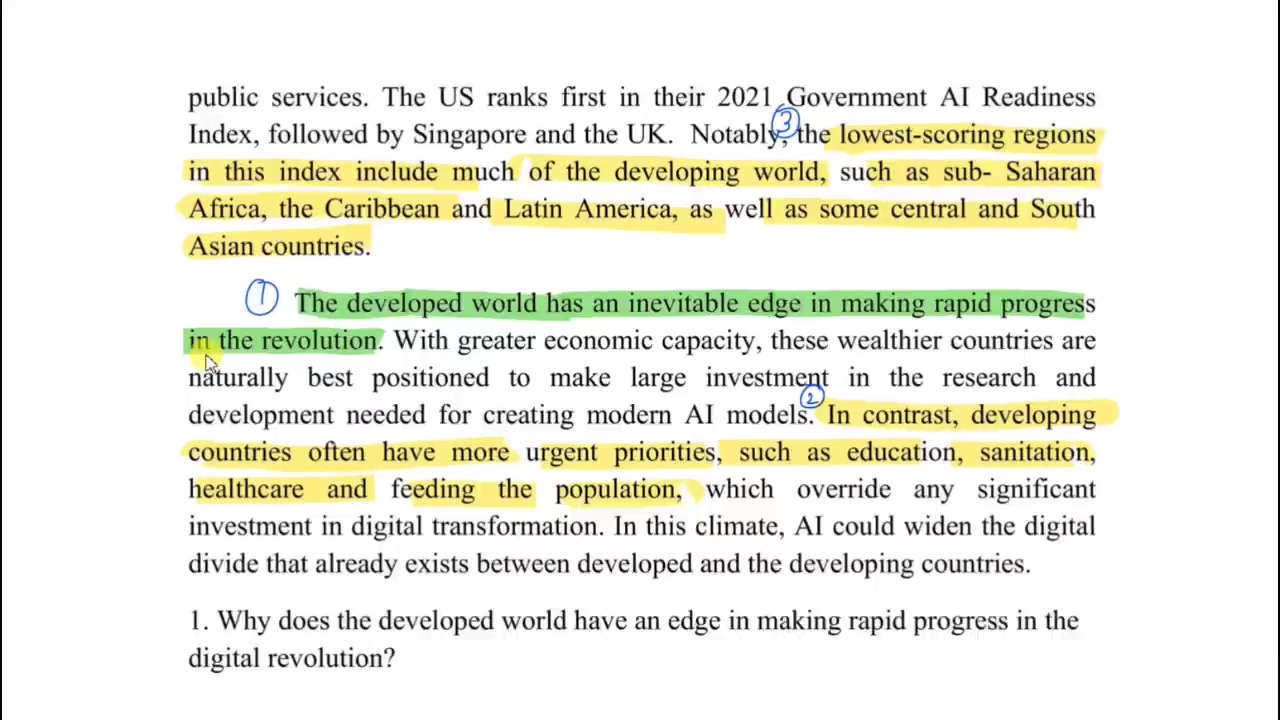 public services. The US ranks first in their 2021 Government AI Readiness
Index, followed by Singapore and the UK. Notably, the lowest-scoring regions
in this index include much of the developing world, such as sub- Saharan
Africa, the Caribbean and Latin America, as well as some central and South
Asian countries.
The developed world has an inevitable edge in making rapid progress
in the revolution. With greater economic capacity, these wealthier countries are
naturally best positioned to make large investment in the research and
development needed for creating modern AI models. In contrast, developing
countries often have more urgent priorities, such as education, sanitation,
healthcare and feeding the population, which override any significant
investment in digital transformation. In this climate, AI could widen the digital
divide that already exists between developed and the developing countries.
1. Why does the developed world have an edge in making rapid progress in the
digital revolution?
3
1
2